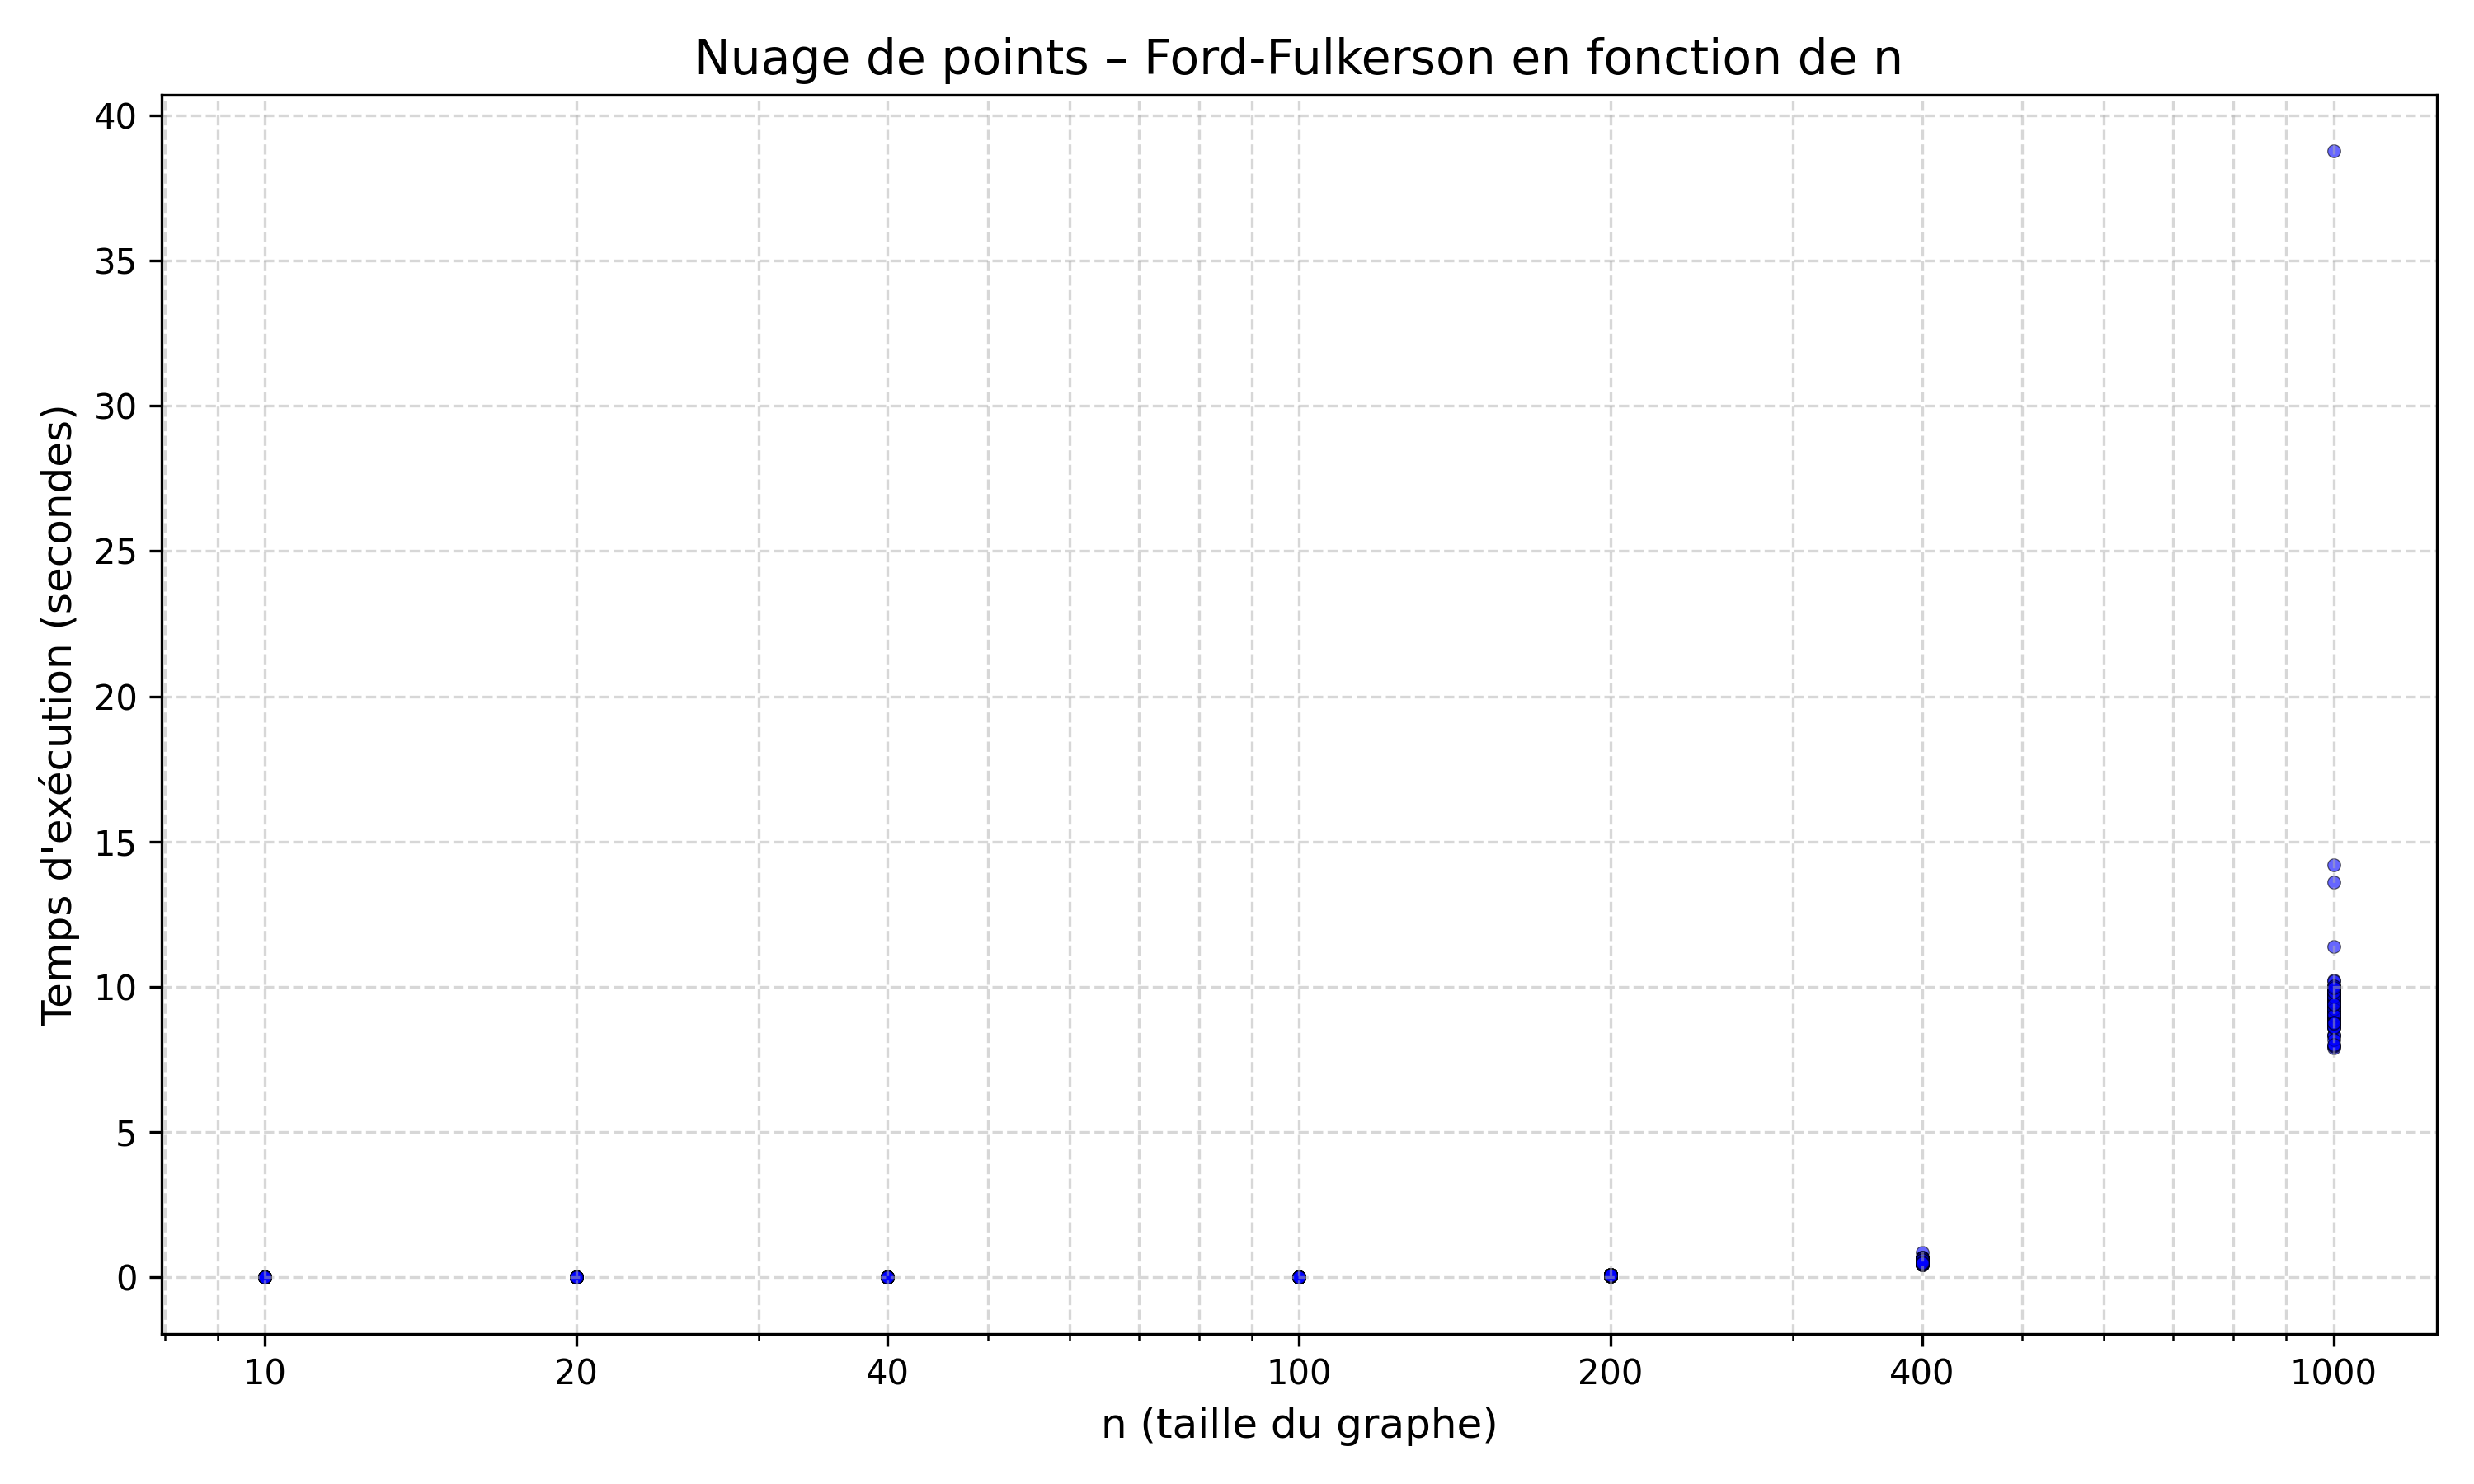 Nuage de points – Ford-Fulkerson en fonction de n
Temps d'exécution (secondes)
40
35
30
25
20
15
10
5
0
10 20 40 100 200 400 1000
n (taille du graphe)